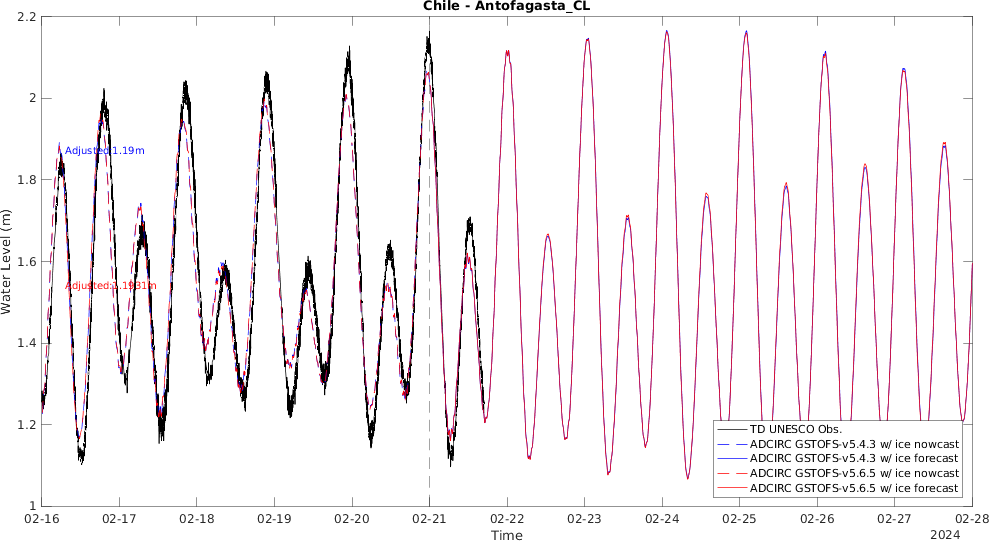 Chile - Antofagasta_CL
2.2
2
1.8
1.6
1.4
1.2
1
Water Level (m)
Adjusted:1.19m
Adjusted:1.1931m
TD UNESCO Obs.
ADCIRC GSTOFS-v5.4.3 w/ ice nowcast
ADCIRC GSTOFS-v5.4.3 w/ ice forecast
ADCIRC GSTOFS-v5.6.5 w/ ice nowcast
ADCIRC GSTOFS-v5.6.5 w/ ice forecast
02-16 02-17 02-18 02-19 02-20 02-21 02-22 02-23 02-24 02-25 02-26 02-27 02-28
Time
2024